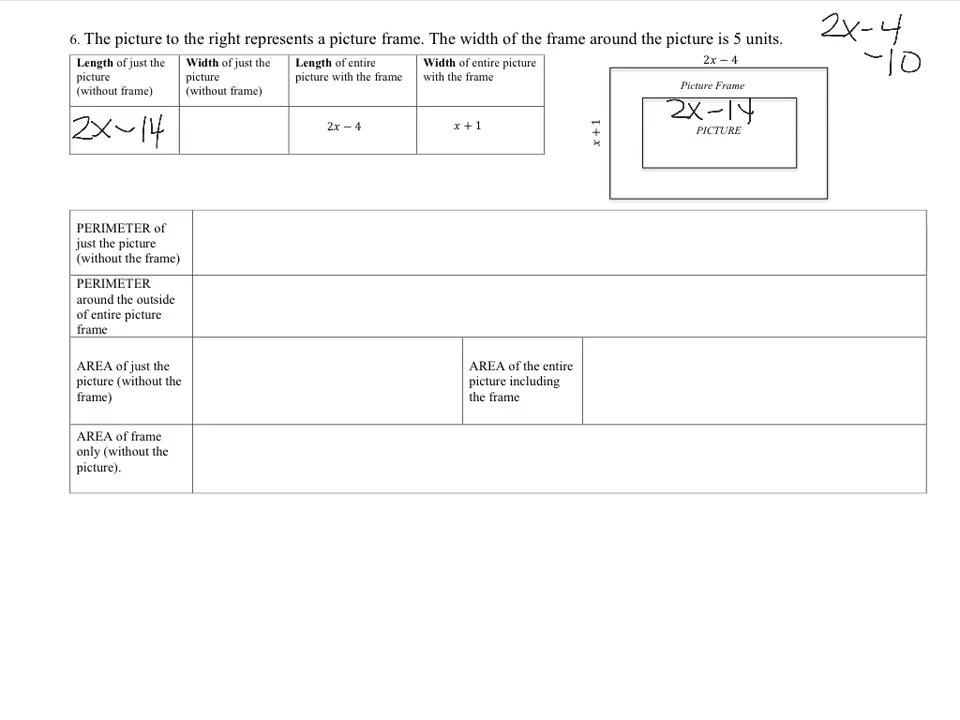 6. The picture to the right represents a picture frame. The width of the frame around the picture is 5 units.
2x-4
-10
Length of just the picture (without frame)
Width of just the picture (without frame)
Length of entire picture with the frame
Width of entire picture with the frame
2x-14
2x − 4
x + 1
2x − 4
Picture Frame
2x-14
PICTURE
x + 1
PERIMETER of
just the picture
(without the frame)
PERIMETER
around the outside
of entire picture
frame
AREA of just the
picture (without the
frame)
AREA of the entire
picture including
the frame
AREA of frame
only (without the
picture).